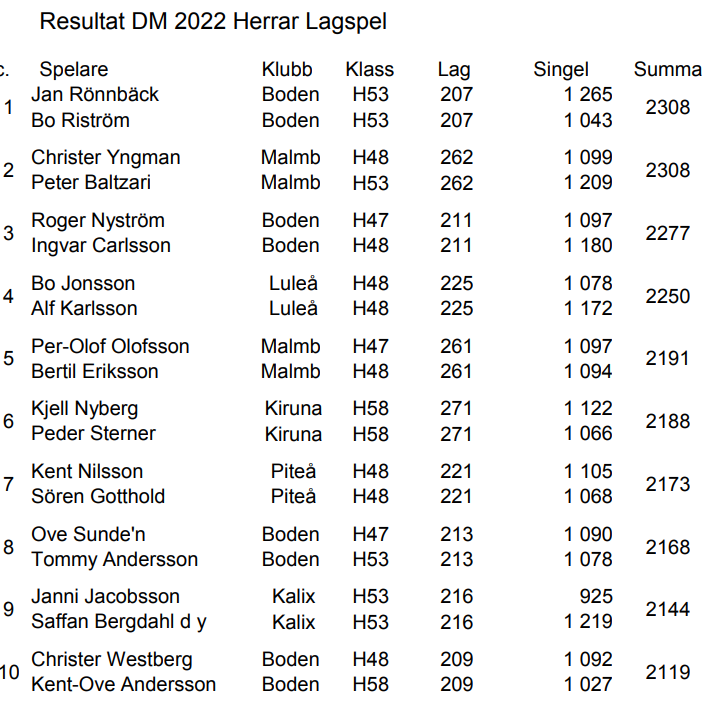 Resultat DM 2022 Herrar Lagspel
c. Spelare Klubb Klass Lag Singel Summa
1 Jan Rönnbäck Boden H53 207 1 265 2308
Bo Riström Boden H53 207 1 043
2 Christer Yngman Malmb H48 262 1 099 2308
Peter Baltzari Malmb H53 262 1 209
3 Roger Nyström Boden H47 211 1 097 2277
Ingvar Carlsson Boden H48 211 1 180
4 Bo Jonsson Luleå H48 225 1 078 2250
Alf Karlsson Luleå H48 225 1 172
5 Per-Olof Olofsson Malmb H47 261 1 097 2191
Bertil Eriksson Malmb H48 261 1 094
6 Kjell Nyberg Kiruna H58 271 1 122 2188
Peder Sterner Kiruna H58 271 1 066
7 Kent Nilsson Piteå H48 221 1 105 2173
Sören Gotthold Piteå H48 221 1 068
8 Ove Sunde'n Boden H47 213 1 090 2168
Tommy Andersson Boden H53 213 1 078
9 Janni Jacobsson Kalix H53 216 925 2144
Saffan Bergdahl d y Kalix H53 216 1 219
10 Christer Westberg Boden H48 209 1 092 2119
Kent-Ove Andersson Boden H58 209 1 027